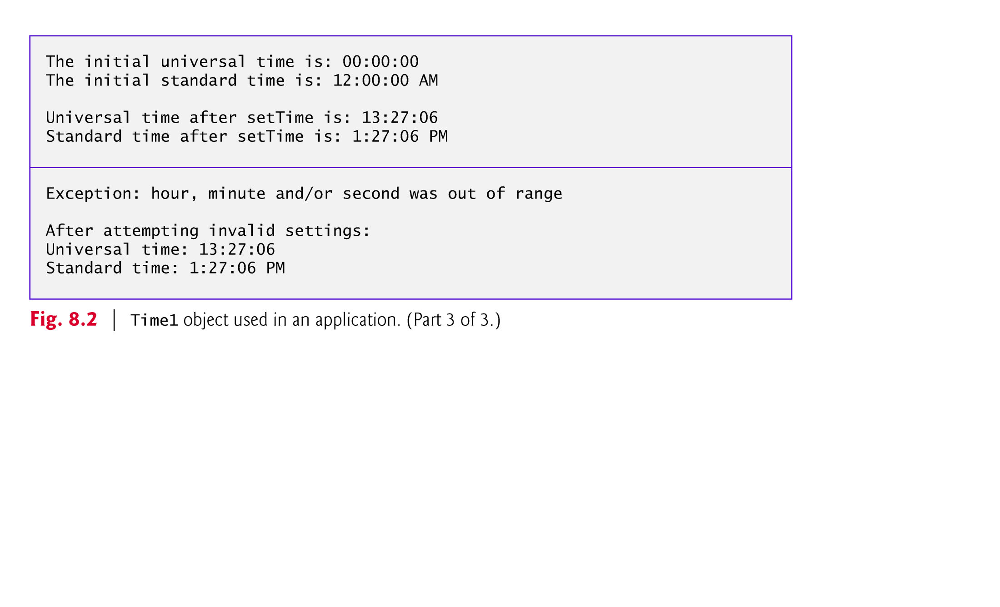 The initial universal time is: 00:00:00
The initial standard time is: 12:00:00 AM
Universal time after setTime is: 13:27:06
Standard time after setTime is: 1:27:06 PM
Exception: hour, minute and/or second was out of range
After attempting invalid settings:
Universal time: 13:27:06
Standard time: 1:27:06 PM
Fig. 8.2 | Time1 object used in an application. (Part 3 of 3.)